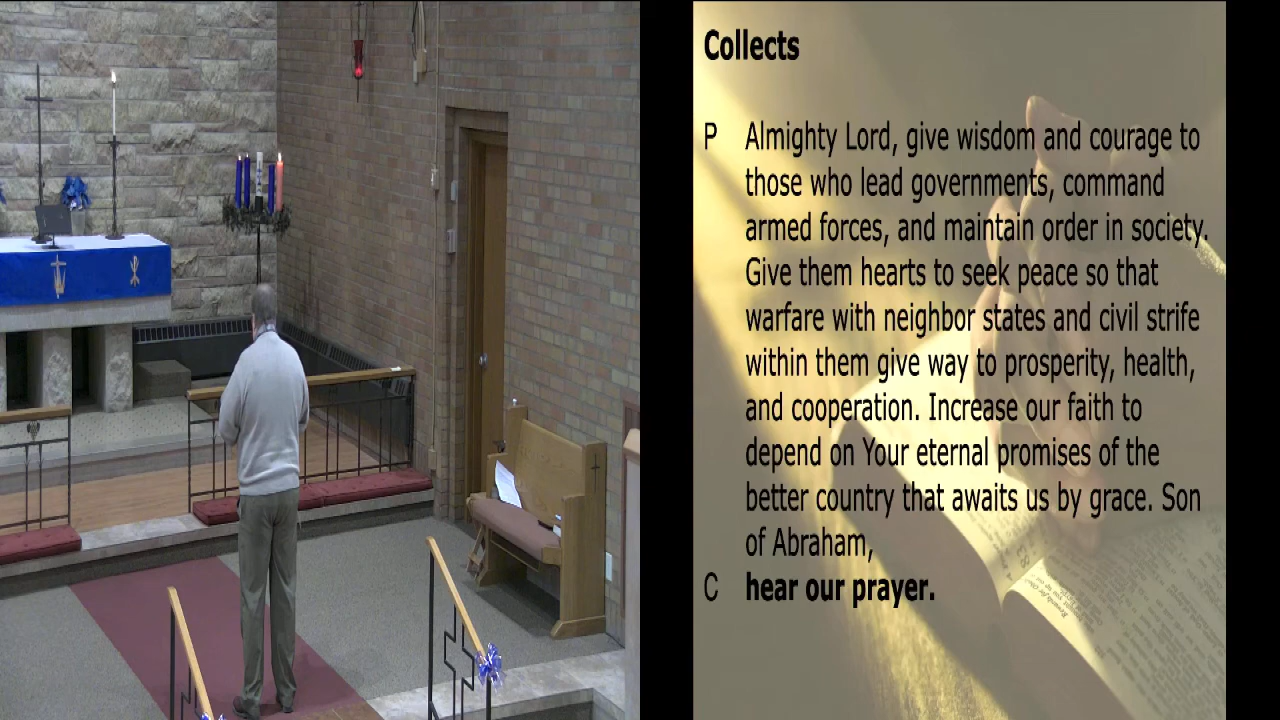 Collects
P Almighty Lord, give wisdom and courage to
those who lead governments, command
armed forces, and maintain order in society.
Give them hearts to seek peace so that
warfare with neighbor states and civil strife
within them give way to prosperity, health,
and cooperation. Increase our faith to
depend on Your eternal promises of the
better country that awaits us by grace. Son
of Abraham,
C hear our prayer.